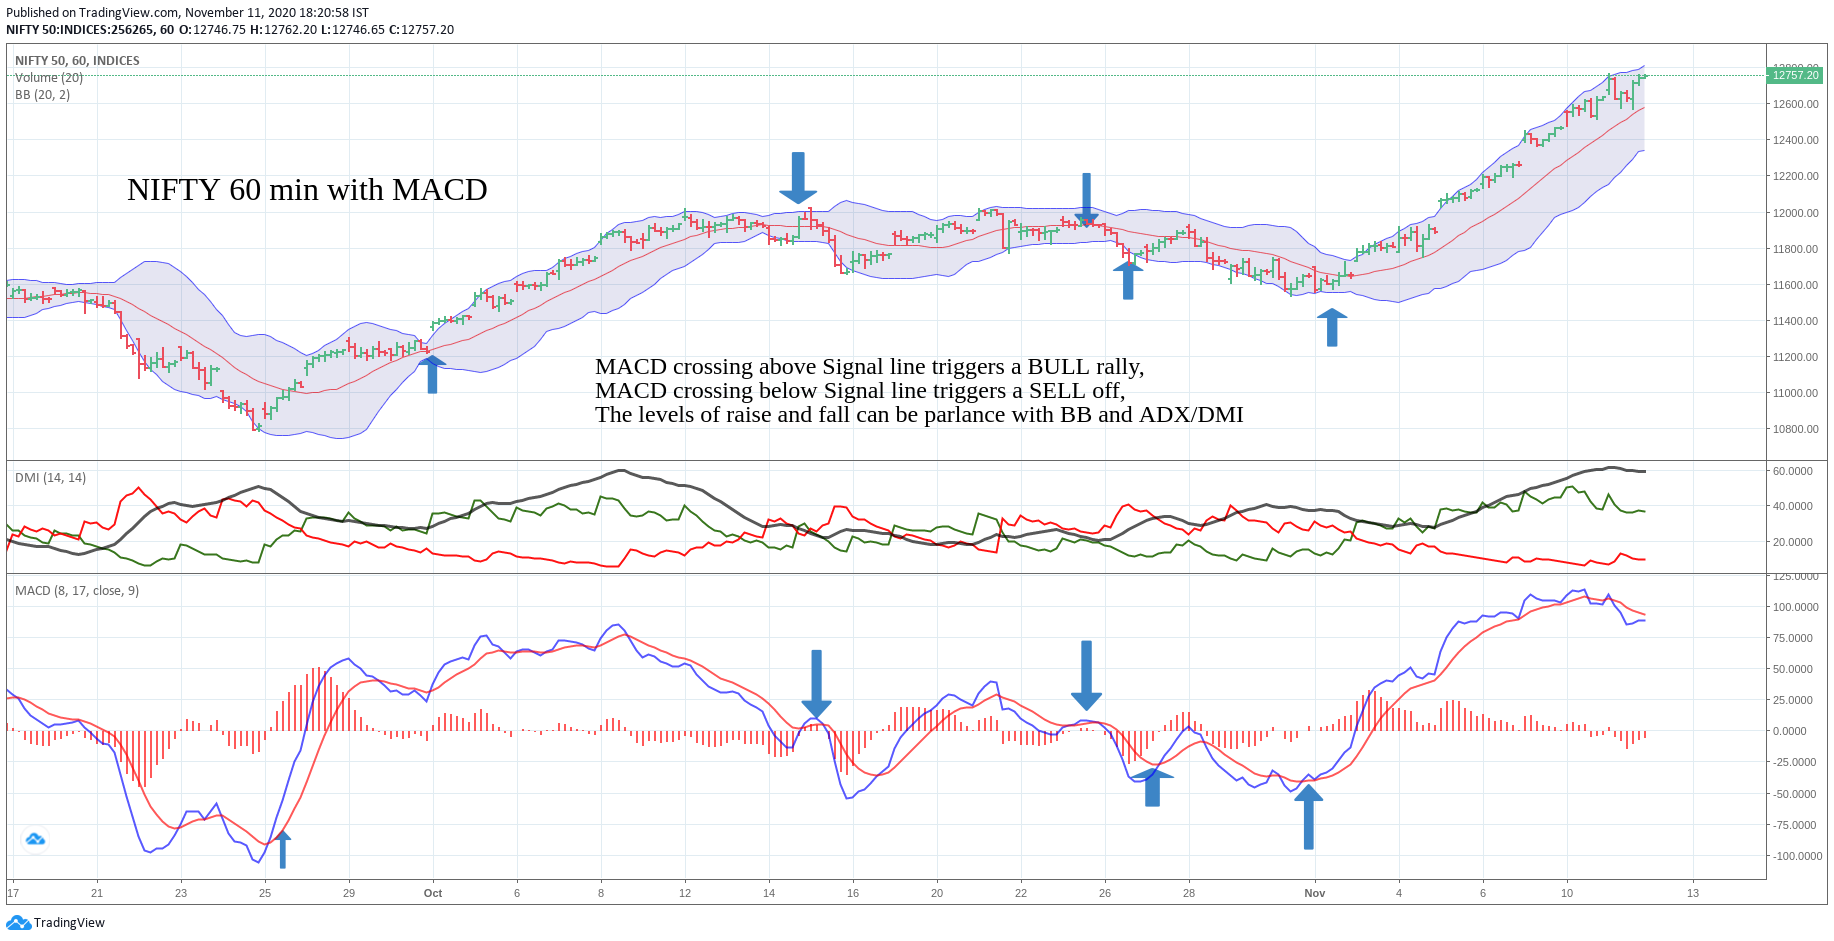 Published on TradingView.com, November 11, 2020 18:20:58 IST
NIFTY 50:INDICES:256265, 60 O:12746.75 H:12762.20 L:12746.65 C:12757.20
NIFTY 50, 60, INDICES
Volume (20)
BB (20, 2)
12800.00
12757.20
12600.00
12400.00
12200.00
12000.00
11800.00
11600.00
11400.00
11200.00
11000.00
10800.00
NIFTY 60 min with MACD
MACD crossing above Signal line triggers a BULL rally,
MACD crossing below Signal line triggers a SELL off,
The levels of raise and fall can be parlance with BB and ADX/DMI
DMI (14, 14)
60.0000
40.0000
20.0000
MACD (8, 17, close, 9)
125.0000
100.0000
75.0000
50.0000
25.0000
0.0000
-25.0000
-50.0000
-75.0000
-100.0000
17 21 23 25 29 Oct 6 8 12 14 16 20 22 26 28 Nov 4 6 10 13
TradingView